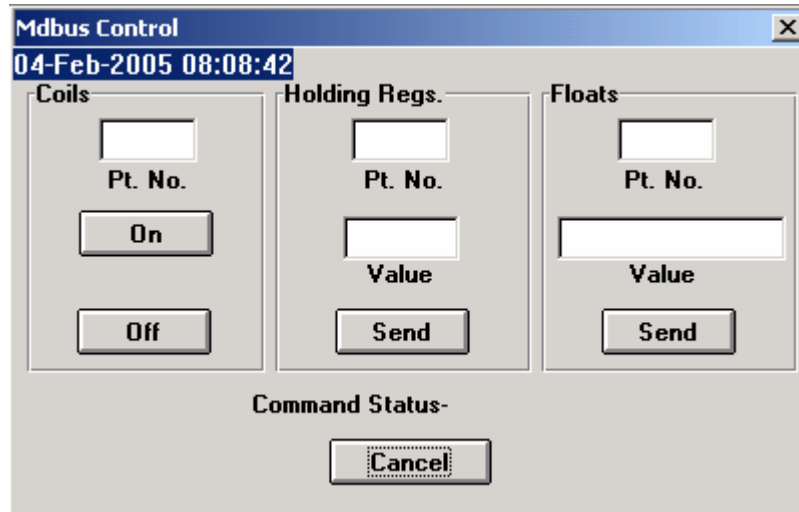 Mdbus Control
04-Feb-2005 08:08:42
Coils
Pt. No.
On
Off
Holding Regs.
Pt. No.
Value
Send
Floats
Pt. No.
Value
Send
Command Status-
Cancel